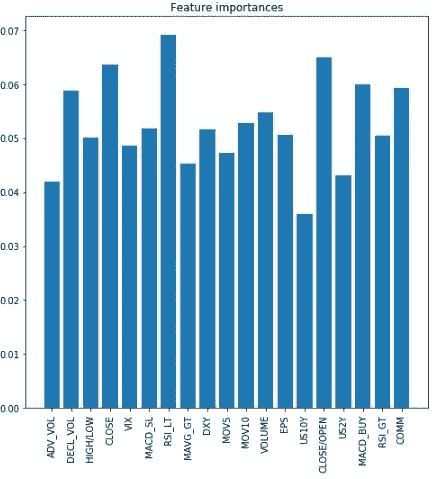 Feature importances
0.07
0.06
0.05
0.04
0.03
0.02
0.01
0.00
ADV_VOL
DECL_VOL
HIGH/LOW
CLOSE
VIX
MACD_SL
RSI_LT
MAVG_GT
DXY
MOV5
MOV10
VOLUME
EPS
US10Y
CLOSE/OPEN
US2Y
MACD_BUY
RSI_GT
COMM